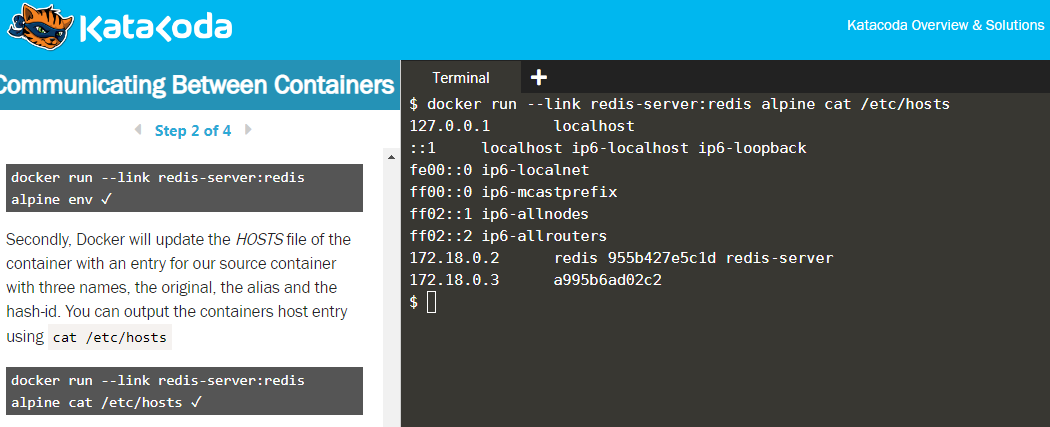 Katacoda
Katacoda Overview & Solutions
Communicating Between Containers
Step 2 of 4
docker run --link redis-server:redis
alpine env ✓
Secondly, Docker will update the HOSTS file of the
container with an entry for our source container
with three names, the original, the alias and the
hash-id. You can output the containers host entry
using cat /etc/hosts
docker run --link redis-server:redis
alpine cat /etc/hosts ✓
Terminal +
$ docker run --link redis-server:redis alpine cat /etc/hosts
127.0.0.1 localhost
::1 localhost ip6-localhost ip6-loopback
fe00::0 ip6-localnet
ff00::0 ip6-mcastprefix
ff02::1 ip6-allnodes
ff02::2 ip6-allrouters
172.18.0.2 redis 955b427e5c1d redis-server
172.18.0.3 a995b6ad02c2
$